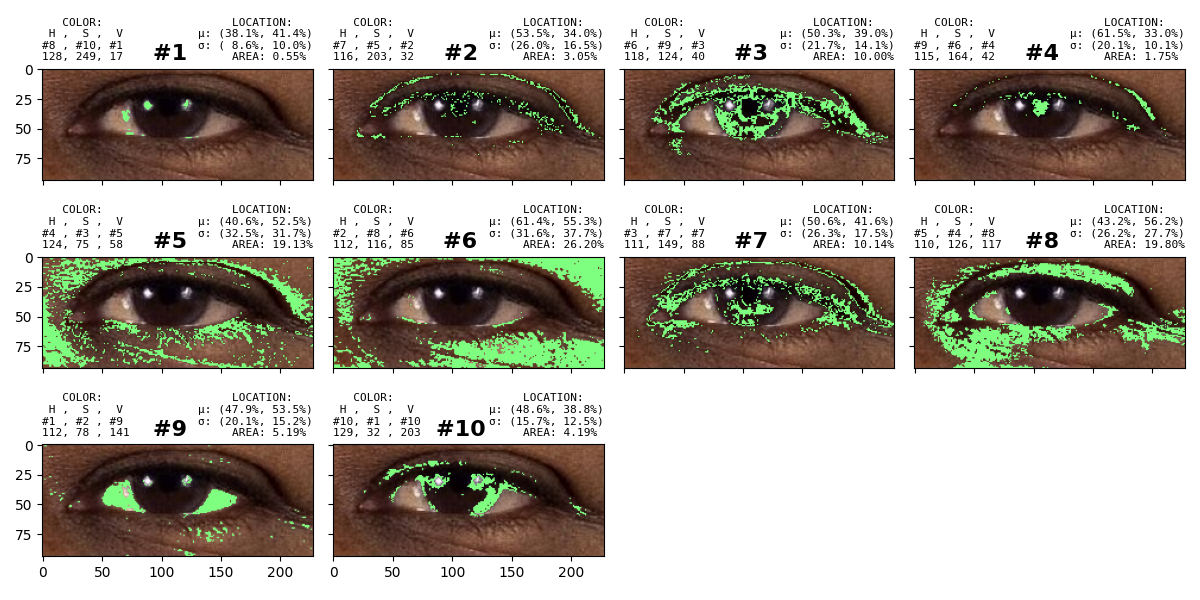 COLOR: LOCATION:
H , S , V μ: (38.1%, 41.4%)
#8 , #10, #1 #1 σ: ( 8.6%, 10.0%)
128, 249, 17 AREA: 0.55%
COLOR: LOCATION:
H , S , V μ: (53.5%, 34.0%)
#7 , #5 , #2 #2 σ: (26.0%, 16.5%)
116, 203, 32 AREA: 3.05%
COLOR: LOCATION:
H , S , V μ: (50.3%, 39.0%)
#6 , #9 , #3 #3 σ: (21.7%, 14.1%)
118, 124, 40 AREA: 10.00%
COLOR: LOCATION:
H , S , V μ: (61.5%, 33.0%)
#9 , #6 , #4 #4 σ: (20.1%, 10.1%)
115, 164, 42 AREA: 1.75%
0
25
50
75
COLOR: LOCATION:
H , S , V μ: (40.6%, 52.5%)
#4 , #3 , #5 #5 σ: (32.5%, 31.7%)
124, 75 , 58 AREA: 19.13%
COLOR: LOCATION:
H , S , V μ: (61.4%, 55.3%)
#2 , #8 , #6 #6 σ: (31.6%, 37.7%)
112, 116, 85 AREA: 26.20%
COLOR: LOCATION:
H , S , V μ: (50.6%, 41.6%)
#3 , #7 , #7 #7 σ: (26.3%, 17.5%)
111, 149, 88 AREA: 10.14%
COLOR: LOCATION:
H , S , V μ: (43.2%, 56.2%)
#5 , #4 , #8 #8 σ: (26.2%, 27.7%)
110, 126, 117 AREA: 19.80%
0
25
50
75
COLOR: LOCATION:
H , S , V μ: (47.9%, 53.5%)
#1 , #2 , #9 #9 σ: (20.1%, 15.2%)
112, 78 , 141 AREA: 5.19%
COLOR: LOCATION:
H , S , V μ: (48.6%, 38.8%)
#10, #1 , #10 #10 σ: (15.7%, 12.5%)
129, 32 , 203 AREA: 4.19%
0
25
50
75
0 50 100 150 200
0 50 100 150 200